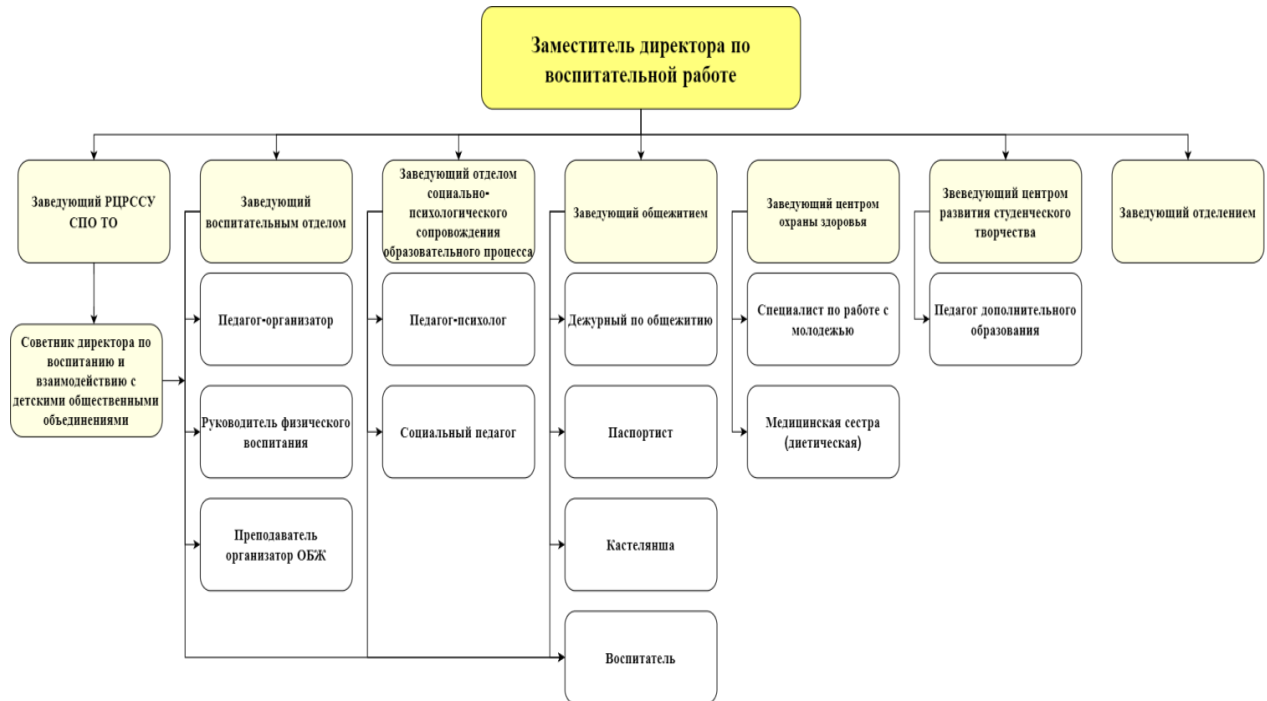 Заместитель директора по
воспитательной работе
Заведующий РЦРССУ
СПО ТО
Заведующий
воспитательным отделом
Заведующий отделом
социально-
психологического
сопровождения
образовательного процесса
Заведующий общежитием
Заведующий центром
охраны здоровья
Зveведующий центром
развития студенческого
творчества
Заведующий отделением
Советник директора по
воспитанию и
взаимодействию с
детскими общественными
объединениями
Педагог-организатор
Руководитель физического
воспитания
Преподаватель
организатор ОБЖ
Педагог-психолог
Социальный педагог
Дежурный по общежитию
Паспортист
Кастелянша
Воспитатель
Специалист по работе с
молодежью
Медицинская сестра
(диетическая)
Педагог дополнительного
образования